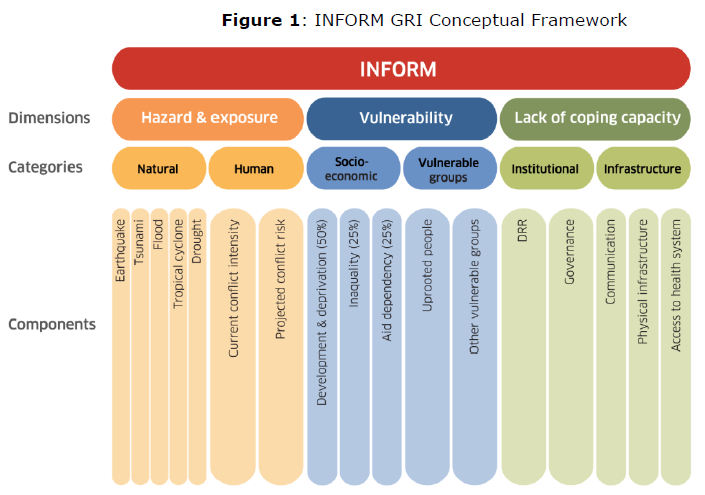 Figure 1: INFORM GRI Conceptual Framework
INFORM
Dimensions
Hazard & exposure
Vulnerability
Lack of coping capacity
Categories
Natural
Human
Socio-
economic
Vulnerable
groups
Institutional
Infrastructure
Components
Earthquake
Tsunami
Flood
Tropical cyclone
Drought
Current conflict intensity
Projected conflict risk
Development & deprivation (50%)
Inaquality (25%)
Aid dependency (25%)
Uprooted people
Other vulnerable groups
DRR
Governance
Communication
Physical infrastructure
Access to health system